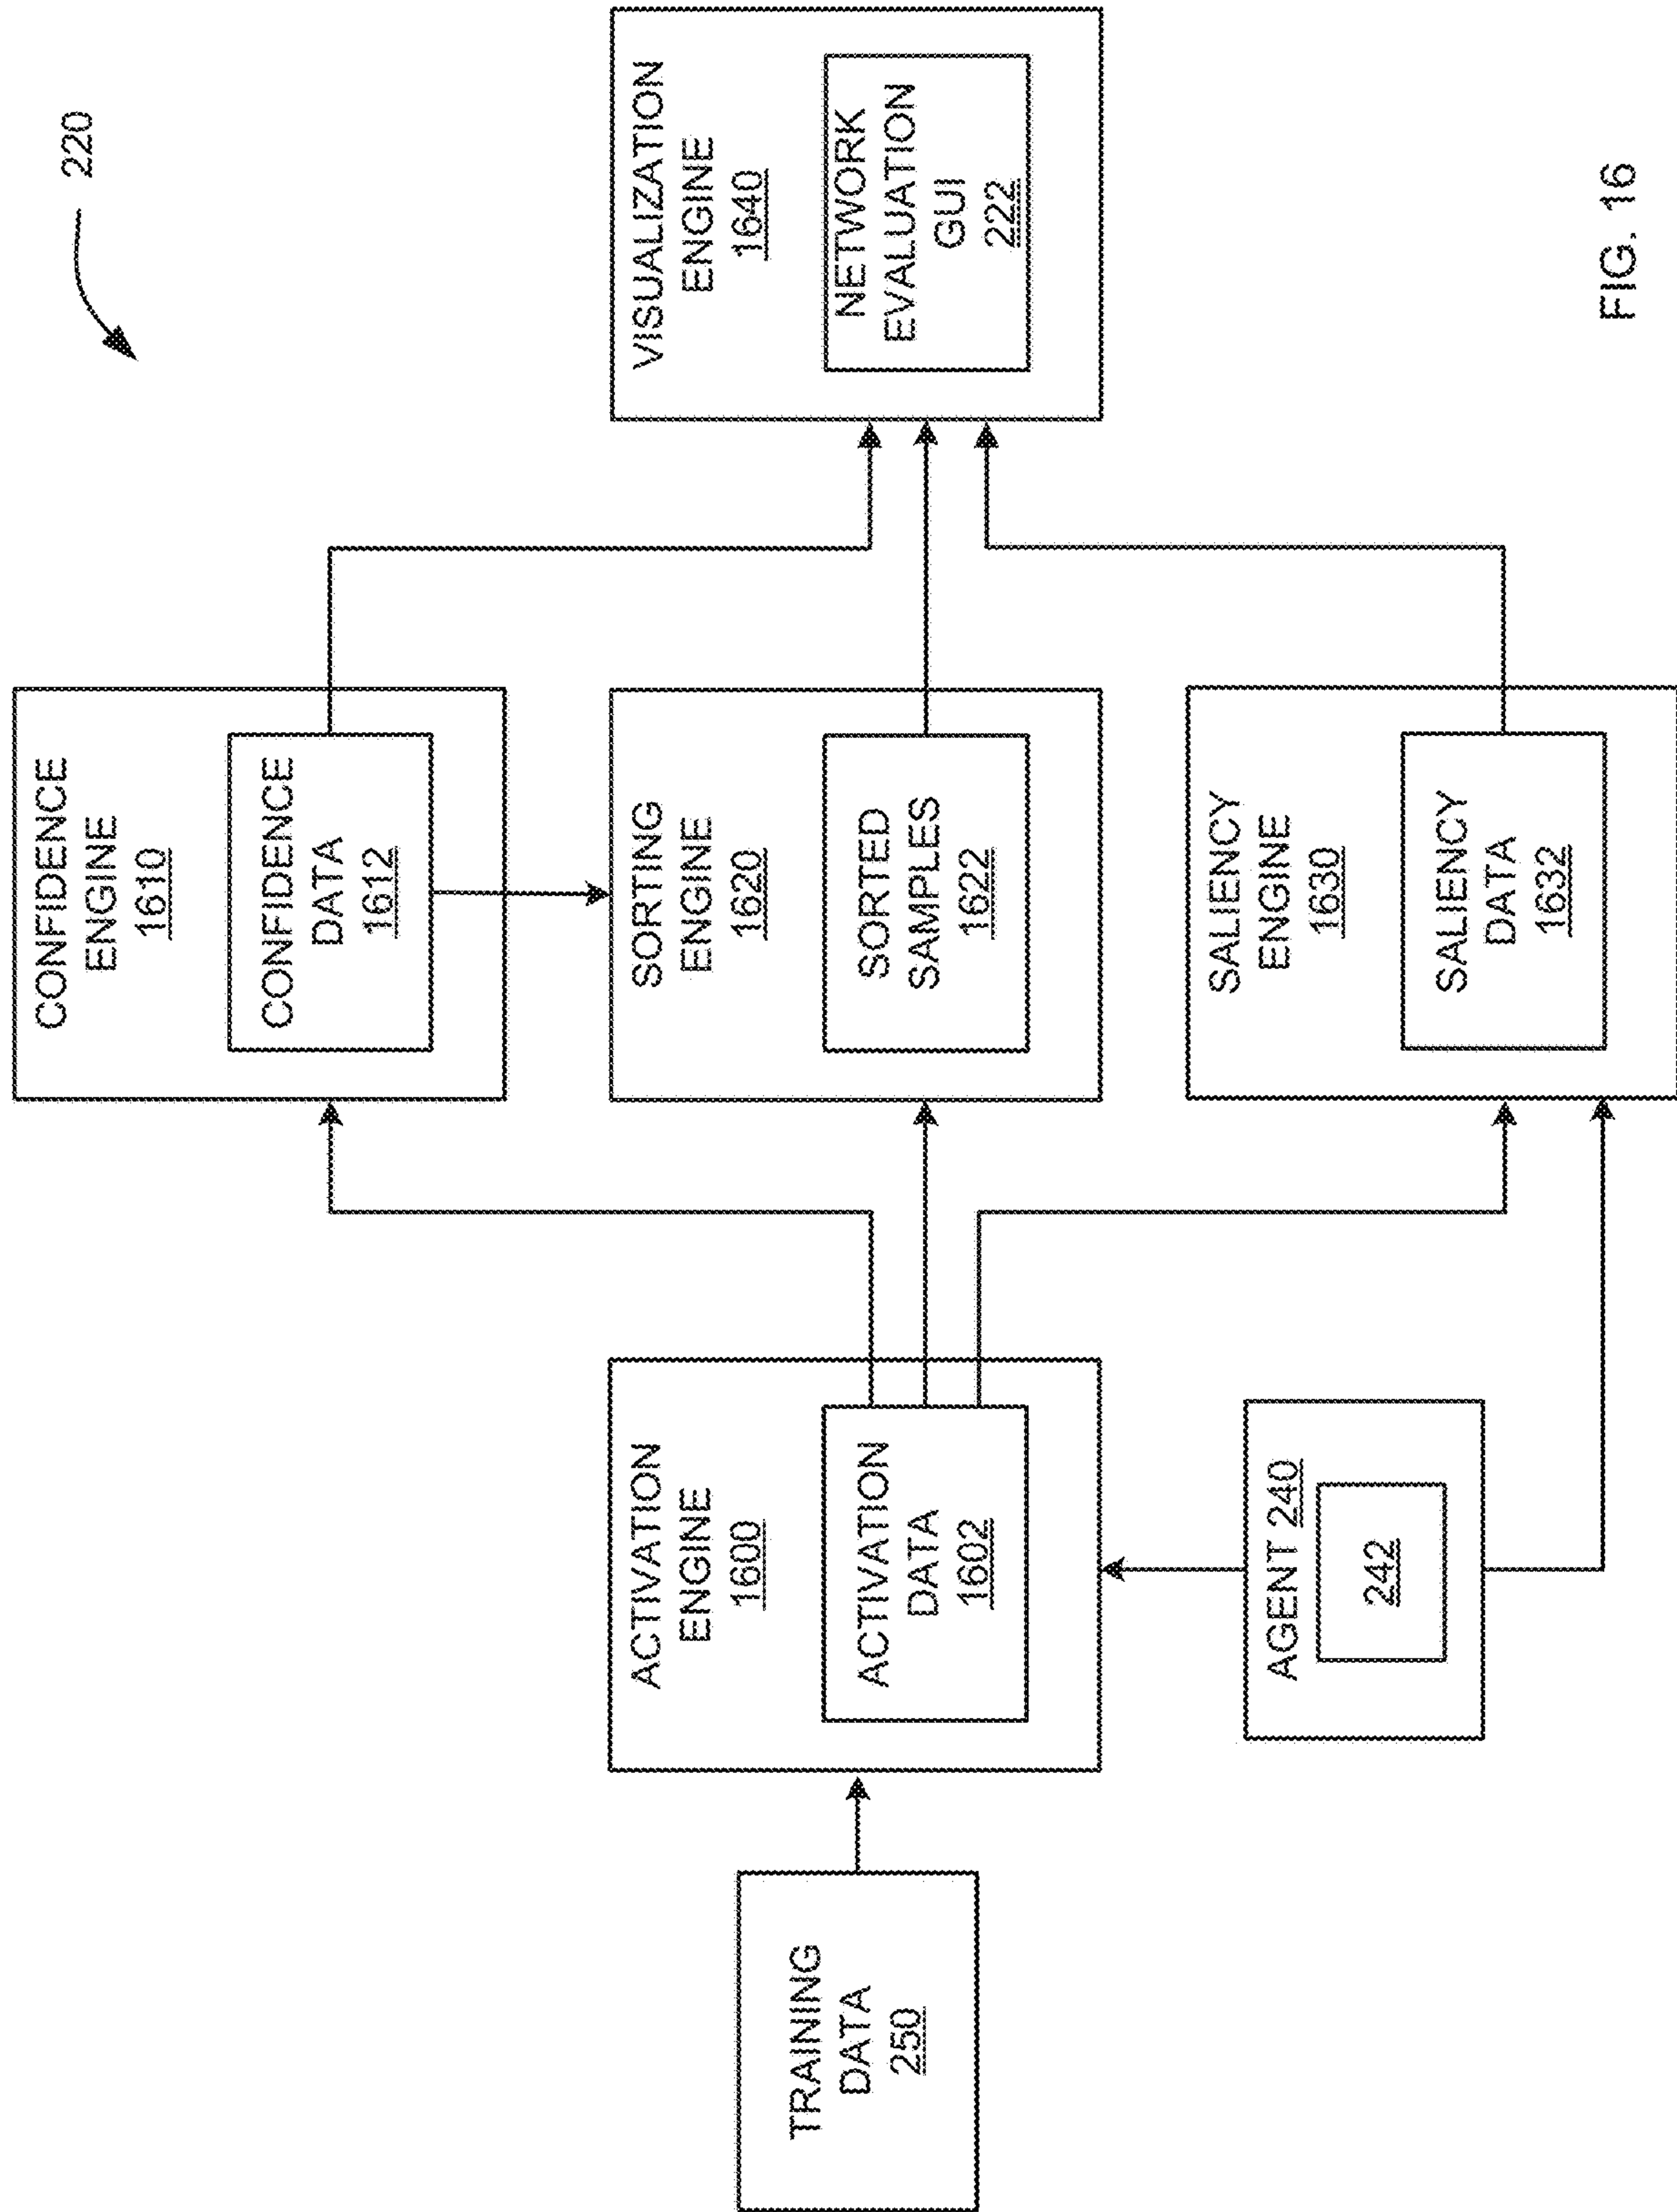 220
CONFIDENCE
ENGINE
1610
CONFIDENCE
DATA
1612
ACTIVATION
ENGINE
1600
ACTIVATION
DATA
1602
SORTING
ENGINE
1620
SORTED
SAMPLES
1622
VISUALIZATION
ENGINE
1640
NETWORK
EVALUATION
GUI
222
TRAINING
DATA
250
AGENT 240
242
SALIENCY
ENGINE
1630
SALIENCY
DATA
1632
FIG. 16